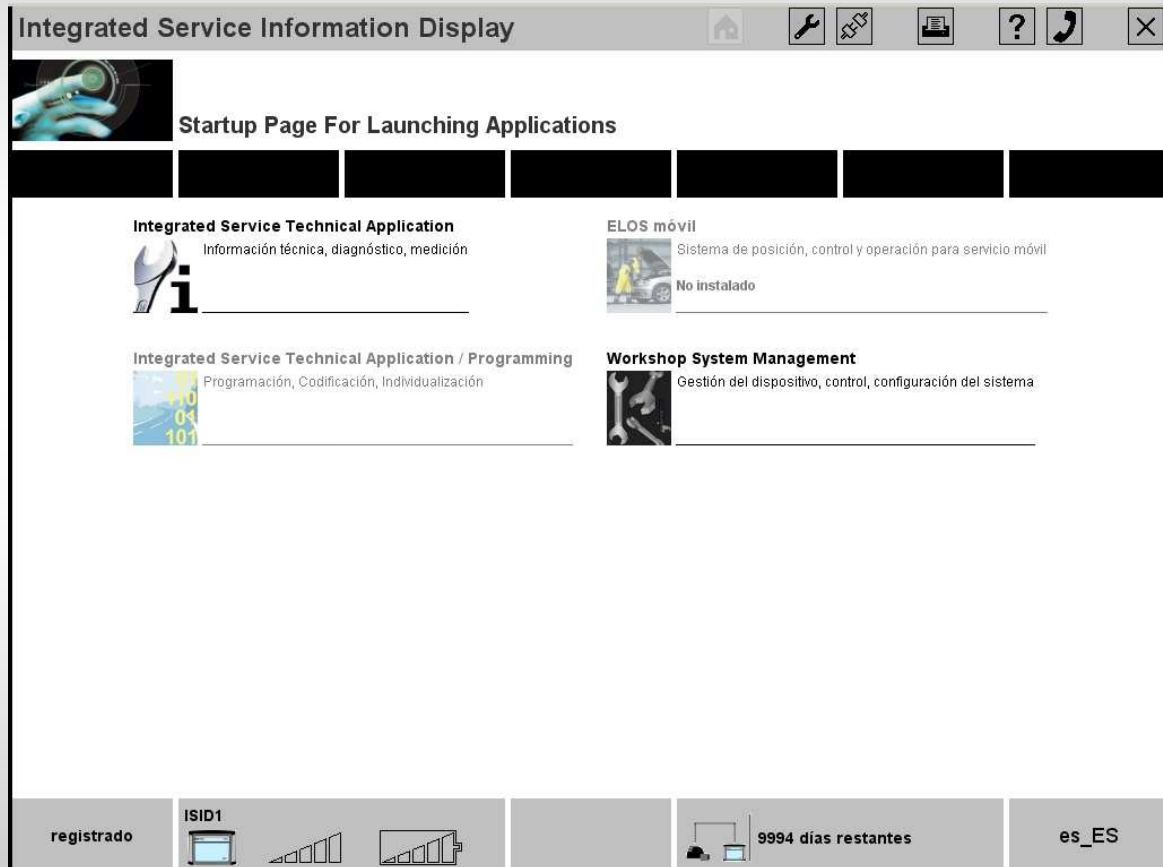 Integrated Service Information Display
Startup Page For Launching Applications
Integrated Service Technical Application
Información técnica, diagnóstico, medición
ELOS móvil
Sistema de posición, control y operación para servicio móvil
No instalado
Integrated Service Technical Application / Programming
Programación, Codificación, Individualización
Workshop System Management
Gestión del dispositivo, control, configuración del sistema
registrado
ISID1
9994 días restantes
es_ES